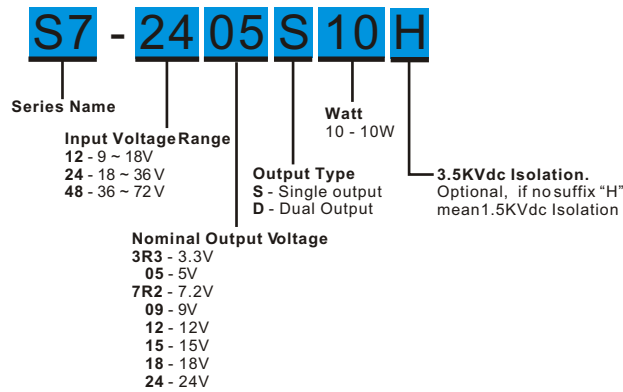 S7 - 24 05 S 10 H
Series Name
Input Voltage Range
12 - 9 ~ 18V
24 - 18 ~ 36V
48 - 36 ~ 72V
Nominal Output Voltage
3R3 - 3.3V
05 - 5V
7R2 - 7.2V
09 - 9V
12 - 12V
15 - 15V
18 - 18V
24 - 24V
Output Type
S - Single output
D - Dual Output
Watt
10 - 10W
3.5KVdc Isolation.
Optional, if no suffix “H”
mean1.5KVdc Isolation